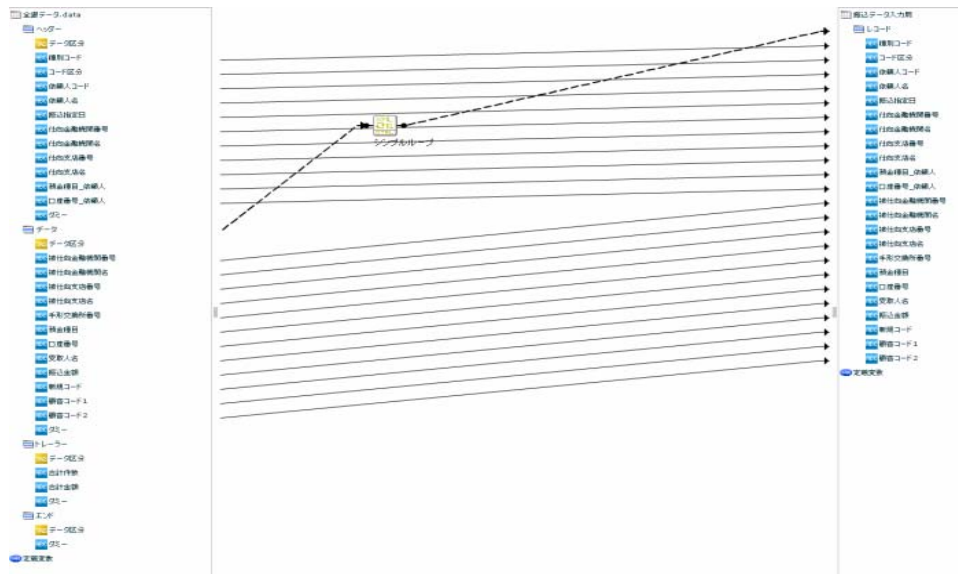 全銀データ.data
ヘッダー
データ区分
種別コード
コード区分
依頼人コード
依頼人名
振込指定日
仕向金融機関番号
仕向金融機関名
仕向支店番号
仕向支店名
預金種目_依頼人
口座番号_依頼人
ダミー
データ
データ区分
被仕向金融機関番号
被仕向金融機関名
被仕向支店番号
被仕向支店名
手形交換所番号
預金種目
口座番号
受取人名
振込金額
新規コード
顧客コード1
顧客コード2
ダミー
トレーラー
データ区分
合計件数
合計金額
ダミー
エンド
データ区分
ダミー
定義変数
シンプルループ
振込データ入力側
レコード
種別コード
コード区分
依頼人コード
依頼人名
振込指定日
仕向金融機関番号
仕向金融機関名
仕向支店番号
仕向支店名
預金種目_依頼人
口座番号_依頼人
被仕向金融機関番号
被仕向金融機関名
被仕向支店番号
被仕向支店名
手形交換所番号
預金種目
口座番号
受取人名
振込金額
新規コード
顧客コード1
顧客コード2
定義変数